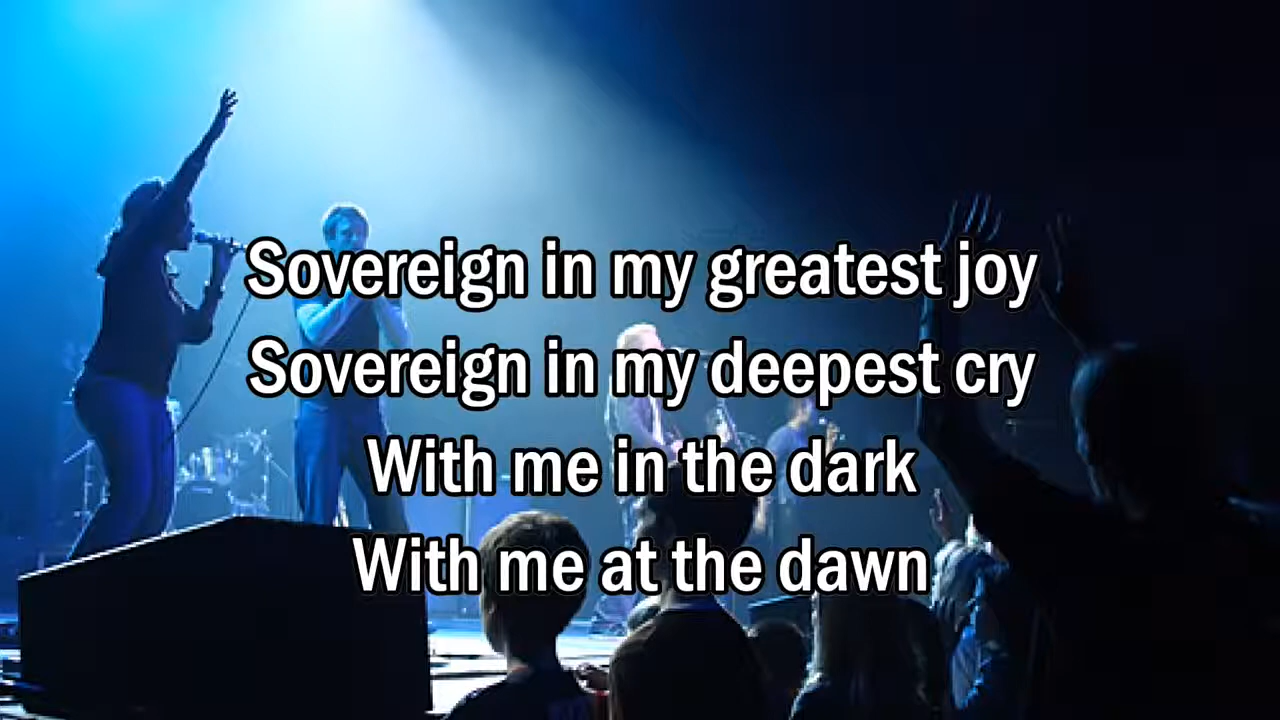 Sovereign in my greatest joy
Sovereign in my deepest cry
With me in the dark
With me at the dawn